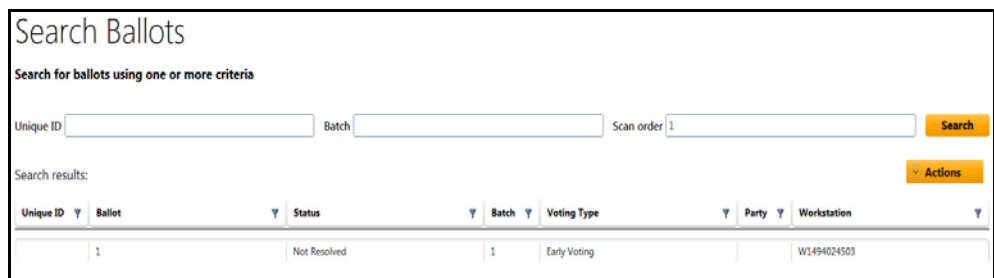 Search Ballots
Search for ballots using one or more criteria
Unique ID Batch Scan order 1 Search
Search results: Actions
Unique ID Ballot Status Batch Voting Type Party Workstation
1 Not Resolved 1 Early Voting W1494024503